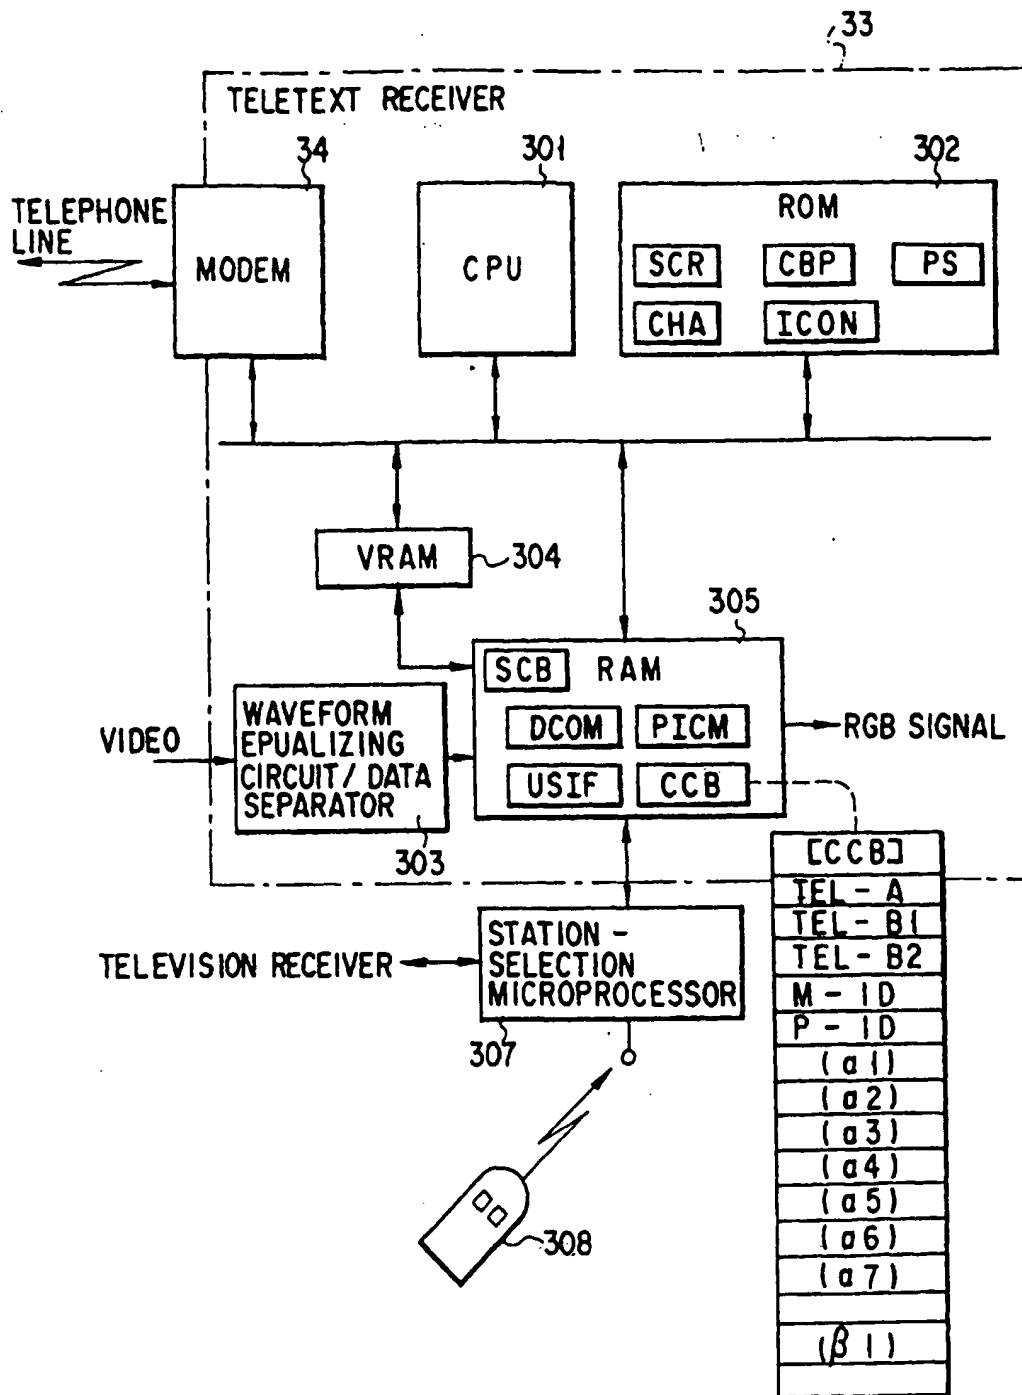 33
TELETEXT RECEIVER
34
301
302
TELEPHONE
LINE
MODEM
CPU
ROM
SCR
CBP
PS
CHA
ICON
VRAM
304
305
SCB
RAM
DCOM
PICM
USIF
CCB
RGB SIGNAL
VIDEO
WAVEFORM
EPUALIZING
CIRCUIT/DATA
SEPARATOR
303
[CCB]
TEL-A
TEL-B1
TEL-B2
M-ID
P-ID
(a1)
(a2)
(a3)
(a4)
(a5)
(a6)
(a7)
(β1)
TELEVISION RECEIVER
STATION-
SELECTION
MICROPROCESSOR
307
308